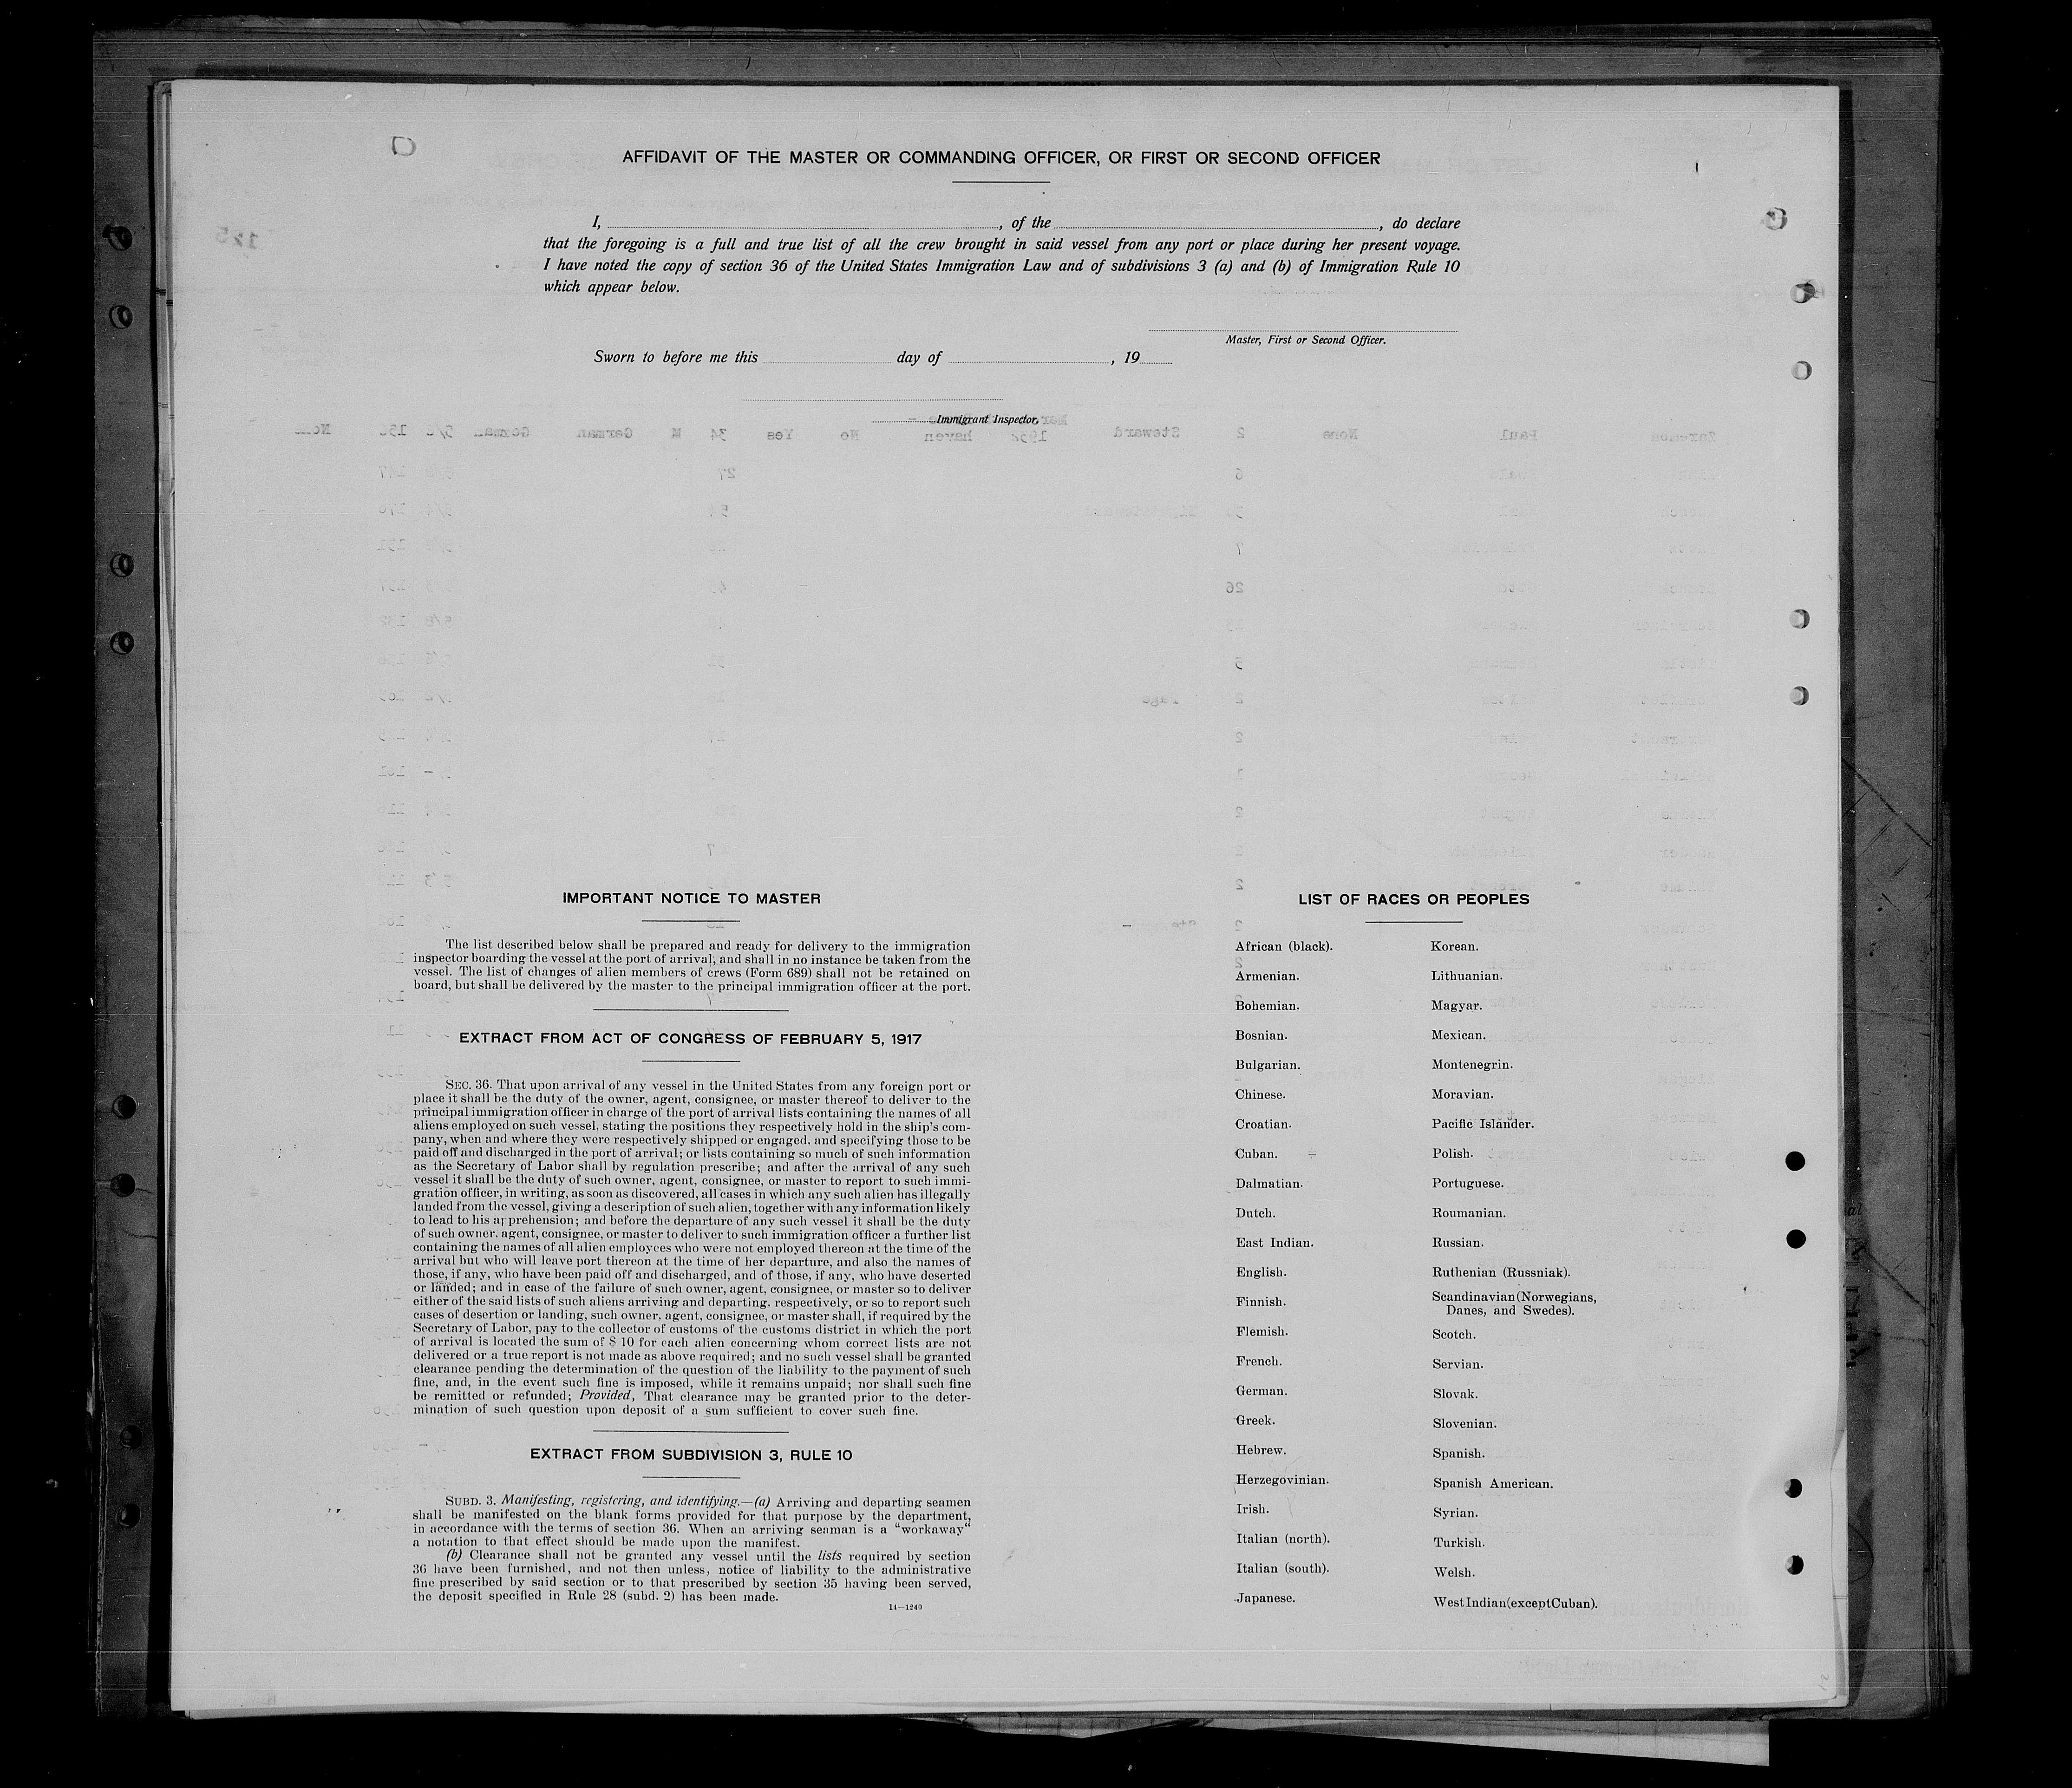 AFFIDAVIT OF THE MASTER OR COMMANDING OFFICER, OR FIRST OR SECOND OFFICER
I, , of the , do declare
that the foregoing is a full and true list of all the crew brought in said vessel from any port or place during her present voyage.
I have noted the copy of section 36 of the United States Immigration Law and of subdivisions 3 (a) and (b) of Immigration Rule 10
which appear below.
Master, First or Second Officer.
Sworn to before me this day of , 19
Immigrant Inspector.
IMPORTANT NOTICE TO MASTER
The list described below shall be prepared and ready for delivery to the immigration
inspector boarding the vessel at the port of arrival, and shall in no instance be taken from the
vessel. The list of changes of alien members of crews (Form 689) shall not be retained on
board, but shall be delivered by the master to the principal immigration officer at the port.
EXTRACT FROM ACT OF CONGRESS OF FEBRUARY 5, 1917
SEC. 36. That upon arrival of any vessel in the United States from any foreign port or
place it shall be the duty of the owner, agent, consignee, or master thereof to deliver to the
principal immigration officer in charge of the port of arrival lists containing the names of all
aliens employed on such vessel, stating the positions they respectively hold in the ship's com-
pany, when and where they were respectively shipped or engaged, and specifying those to be
paid off and discharged in the port of arrival; or lists containing so much of such information
as the Secretary of Labor shall by regulation prescribe; and after the arrival of any such
vessel it shall be the duty of such owner, agent, consignee, or master to report to such immi-
gration officer, in writing, as soon as discovered, all cases in which any such alien has illegally
landed from the vessel, giving a description of such alien, together with any information likely
to lead to his apprehension; and before the departure of any such vessel it shall be the duty
of such owner, agent, consignee, or master to deliver to such immigration officer a further list
containing the names of all alien employees who were not employed thereon at the time of the
arrival but who will leave port thereon at the time of her departure, and also the names of
those, if any, who have been paid off and discharged, and of those, if any, who have deserted
or landed; and in case of the failure of such owner, agent, consignee, or master so to deliver
either of the said lists of such aliens arriving and departing, respectively, or so to report such
cases of desertion or landing, such owner, agent, consignee, or master shall, if required by the
Secretary of Labor, pay to the collector of customs of the customs district in which the port
of arrival is located the sum of $ 10 for each alien concerning whom correct lists are not
delivered or a true report is not made as above required; and no such vessel shall be granted
clearance pending the determination of the question of the liability to the payment of such
fine, and, in the event such fine is imposed, while it remains unpaid; nor shall such fine
be remitted or refunded; Provided, That clearance may be granted prior to the deter-
mination of such question upon deposit of a sum sufficient to cover such fine.
EXTRACT FROM SUBDIVISION 3, RULE 10
SUBD. 3. Manifesting, registering, and identifying.—(a) Arriving and departing seamen
shall be manifested on the blank forms provided for that purpose by the department,
in accordance with the terms of section 36. When an arriving seaman is a "workaway"
a notation to that effect should be made upon the manifest.
(b) Clearance shall not be granted any vessel until the lists required by section
36 have been furnished, and not then unless, notice of liability to the administrative
fine prescribed by said section or to that prescribed by section 35 having been served,
the deposit specified in Rule 28 (subd. 2) has been made.
14—1240
LIST OF RACES OR PEOPLES
African (black).
Armenian.
Bohemian.
Bosnian.
Bulgarian.
Chinese.
Croatian.
Cuban.
Dalmatian.
Dutch.
East Indian.
English.
Finnish.
Flemish.
French.
German.
Greek.
Hebrew.
Herzegovinian.
Irish.
Italian (north).
Italian (south).
Japanese.
Korean.
Lithuanian.
Magyar.
Mexican.
Montenegrin.
Moravian.
Pacific Islander.
Polish.
Portuguese.
Roumanian.
Russian.
Ruthenian (Russniak).
Scandinavian (Norwegians,
Danes, and Swedes).
Scotch.
Servian.
Slovak.
Slovenian.
Spanish.
Spanish American.
Syrian.
Turkish.
Welsh.
West Indian (except Cuban).